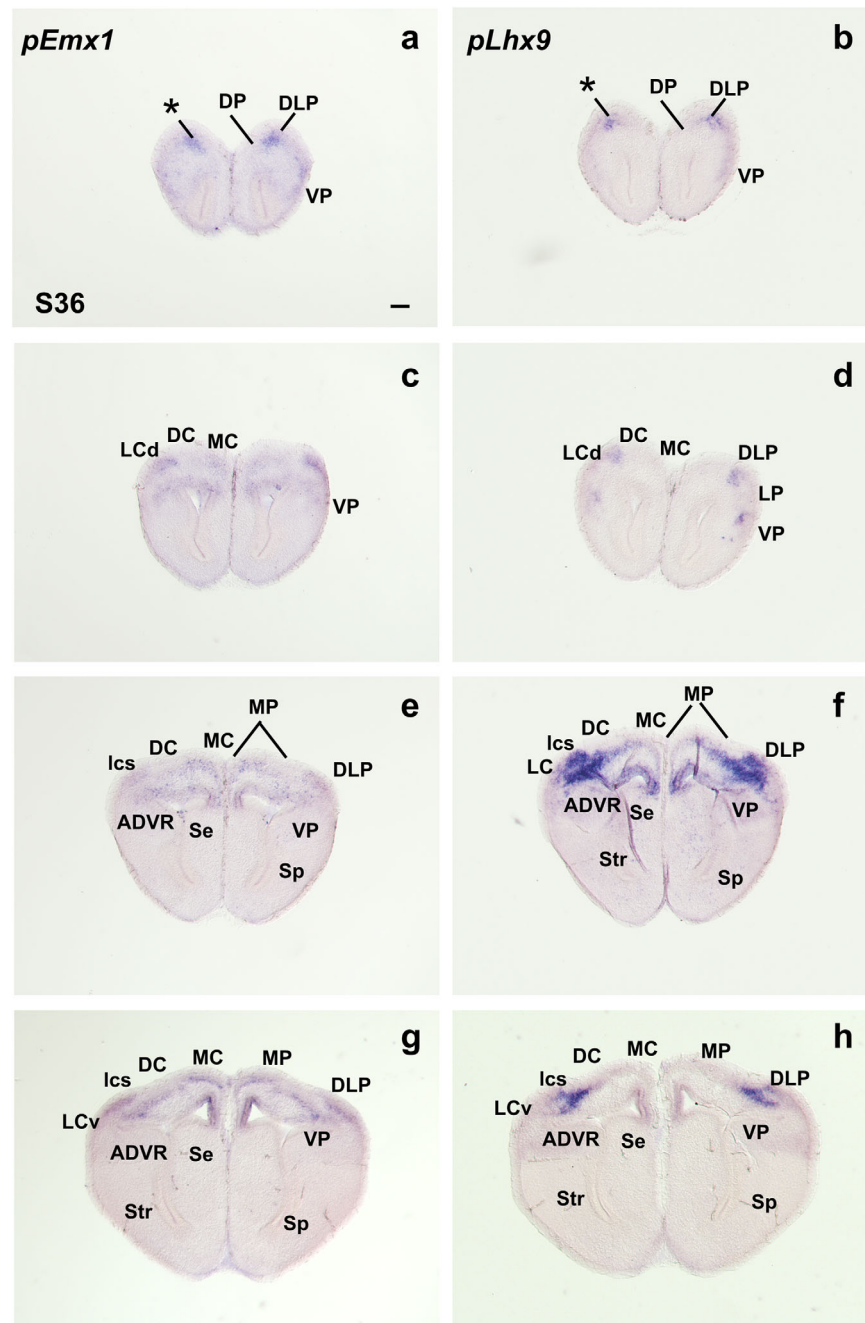 pEmx1
a
*
DP
DLP
VP
S36
pLhx9
b
*
DP
DLP
VP
c
LCd
DC
MC
VP
d
LCd
DC
MC
DLP
LP
VP
e
MP
lcs
DC
MC
DLP
ADVR
Se
VP
Sp
f
MP
MC
DC
lcs
LC
DLP
ADVR
Se
VP
Str
Sp
g
lcs
DC
MC
MP
DLP
LCv
ADVR
Se
VP
Str
Sp
h
lcs
DC
MC
MP
DLP
LCv
ADVR
Se
VP
Str
Sp